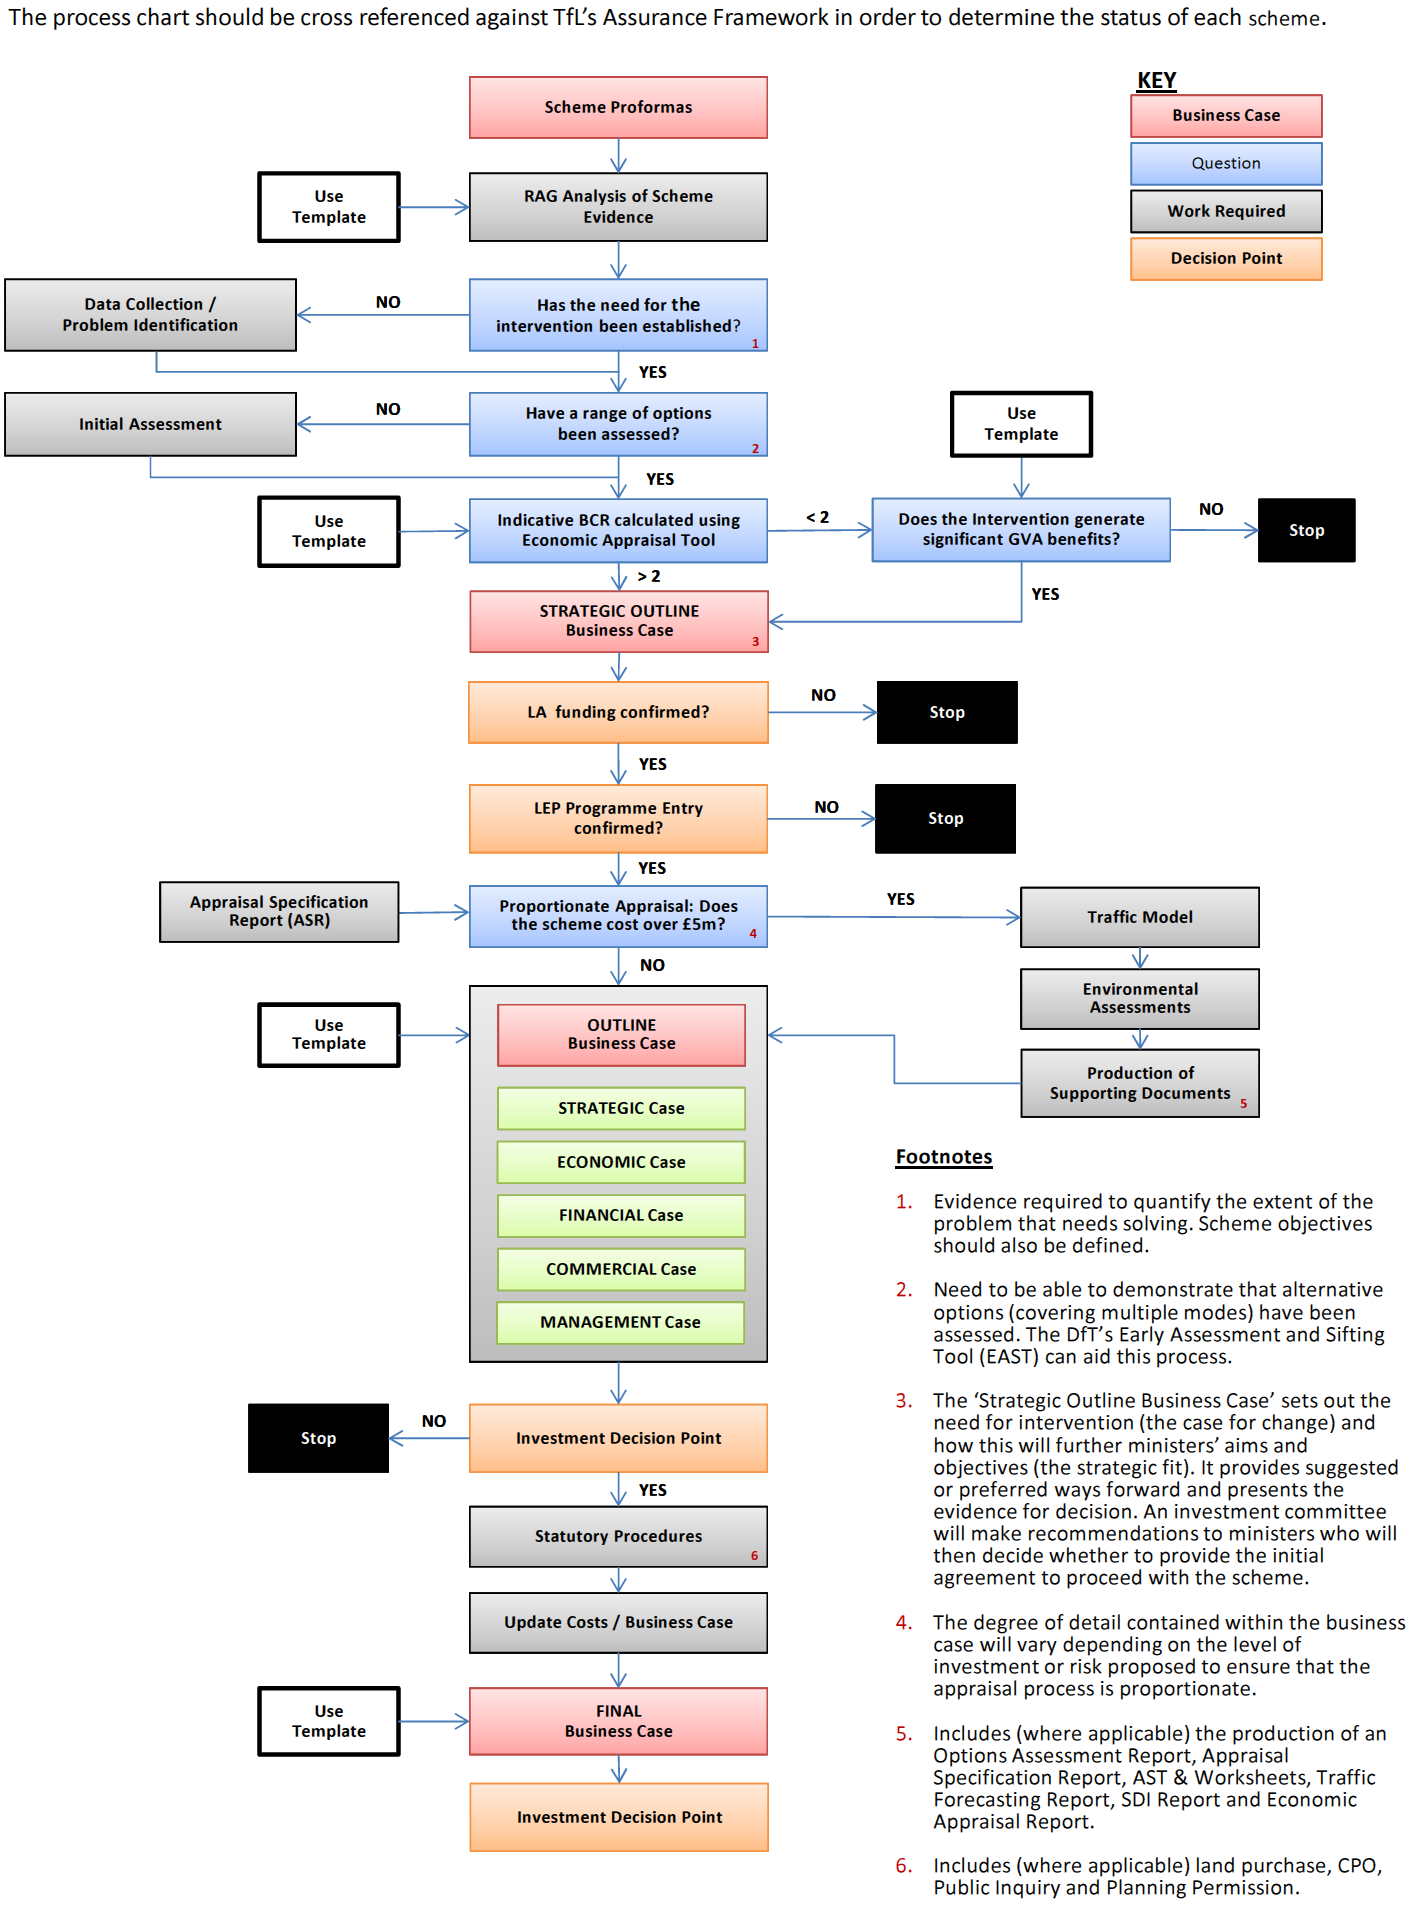 The process chart should be cross referenced against TfL’s Assurance Framework in order to determine the status of each scheme.
KEY
Business Case
Question
Work Required
Decision Point
Scheme Proformas
Use
Template
RAG Analysis of Scheme
Evidence
Data Collection /
Problem Identification
NO
Has the need for the
intervention been established?
1
YES
Initial Assessment
NO
Have a range of options
been assessed?
2
YES
Use
Template
Use
Template
Indicative BCR calculated using
Economic Appraisal Tool
< 2
Does the Intervention generate
significant GVA benefits?
NO
Stop
> 2
YES
STRATEGIC OUTLINE
Business Case
3
LA funding confirmed?
NO
Stop
YES
LEP Programme Entry
confirmed?
NO
Stop
YES
Appraisal Specification
Report (ASR)
Proportionate Appraisal: Does
the scheme cost over £5m?
4
YES
Traffic Model
NO
Environmental
Assessments
Production of
Supporting Documents
5
Use
Template
OUTLINE
Business Case
STRATEGIC Case
ECONOMIC Case
FINANCIAL Case
COMMERCIAL Case
MANAGEMENT Case
Stop
NO
Investment Decision Point
YES
Statutory Procedures
6
Update Costs / Business Case
Use
Template
FINAL
Business Case
Investment Decision Point
Footnotes
1. Evidence required to quantify the extent of the
problem that needs solving. Scheme objectives
should also be defined.
2. Need to be able to demonstrate that alternative
options (covering multiple modes) have been
assessed. The DfT’s Early Assessment and Sifting
Tool (EAST) can aid this process.
3. The ‘Strategic Outline Business Case’ sets out the
need for intervention (the case for change) and
how this will further ministers’ aims and
objectives (the strategic fit). It provides suggested
or preferred ways forward and presents the
evidence for decision. An investment committee
will make recommendations to ministers who will
then decide whether to provide the initial
agreement to proceed with the scheme.
4. The degree of detail contained within the business
case will vary depending on the level of
investment or risk proposed to ensure that the
appraisal process is proportionate.
5. Includes (where applicable) the production of an
Options Assessment Report, Appraisal
Specification Report, AST & Worksheets, Traffic
Forecasting Report, SDI Report and Economic
Appraisal Report.
6. Includes (where applicable) land purchase, CPO,
Public Inquiry and Planning Permission.